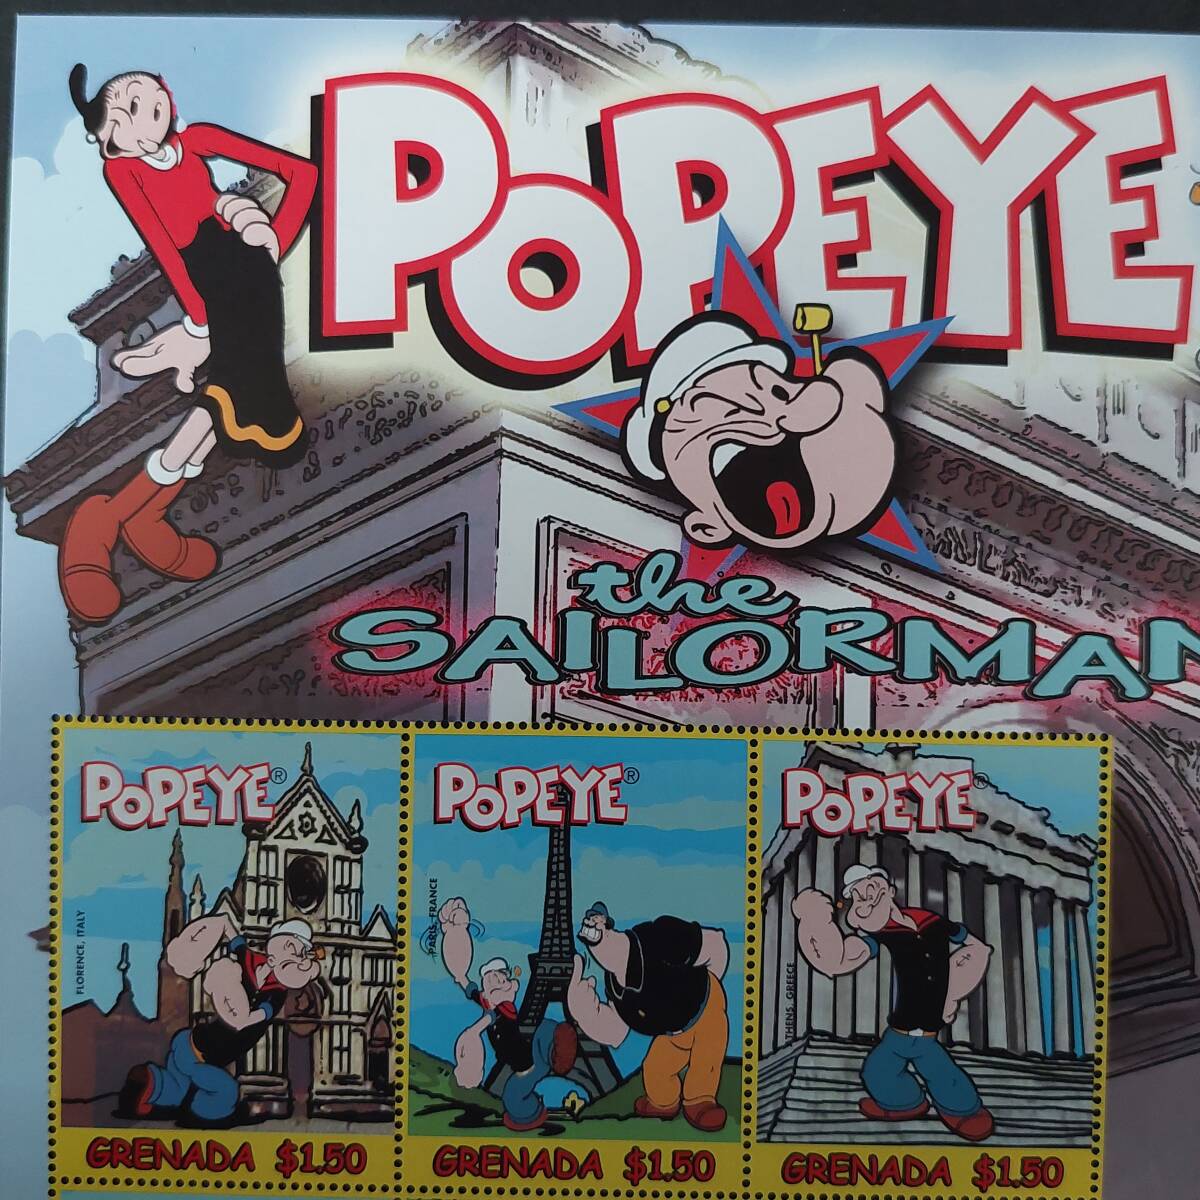 POPEYE
the
SAILORMAN
POPEYE®
FLORENCE, ITALY
GRENADA $1.50
POPEYE®
PARIS, FRANCE
GRENADA $1.50
POPEYE®
THENS, GREECE
GRENADA $1.50